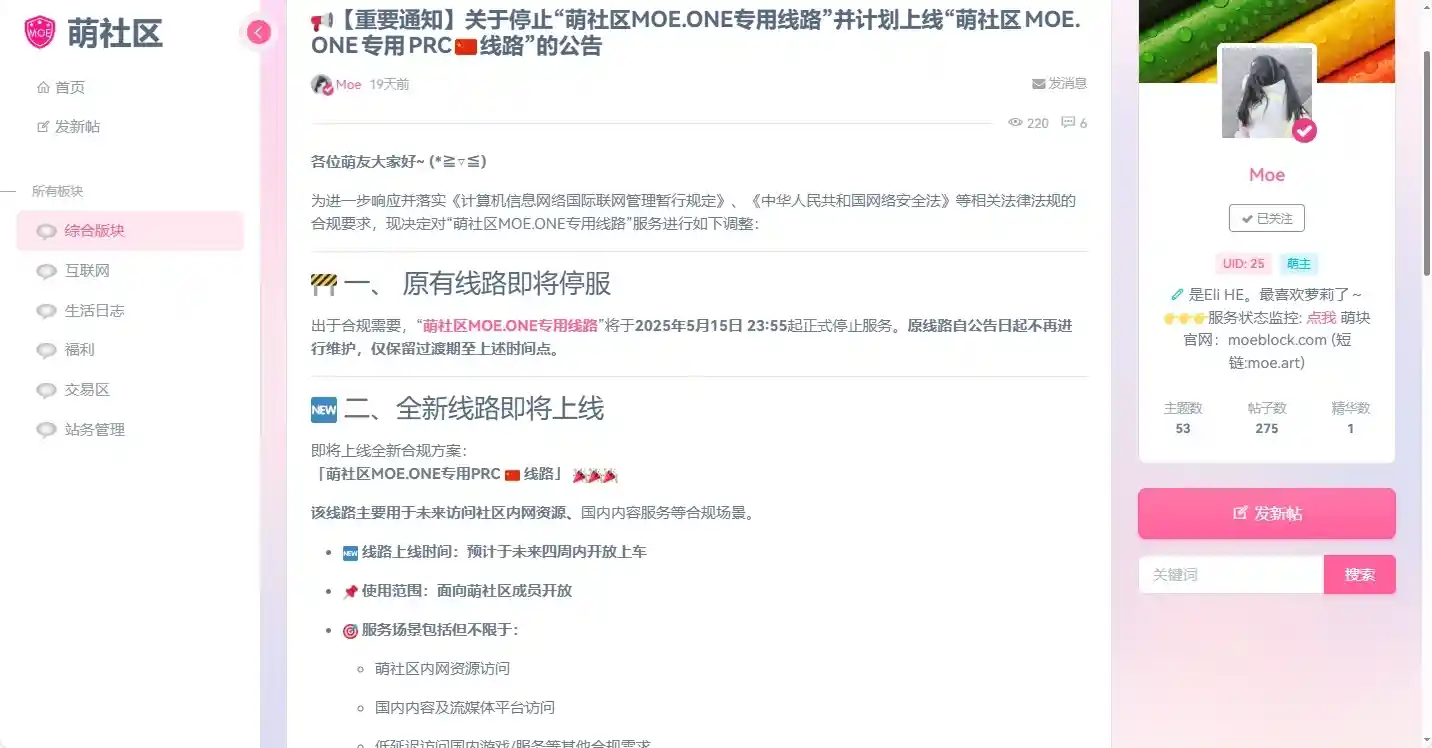 MOE
萌社区
首页
发新帖
所有板块
综合版块
互联网
生活日志
福利
交易区
站务管理
【重要通知】关于停止“萌社区MOE.ONE专用线路”并计划上线“萌社区 MOE.
ONE 专用 PRC🇨🇳线路”的公告
Moe 19天前
发消息
220 6
各位萌友大家好~ (*≧▽≦)
为进一步响应并落实《计算机信息网络国际联网管理暂行规定》、《中华人民共和国网络安全法》等相关法律法规的
合规要求，现决定对“萌社区MOE.ONE专用线路”服务进行如下调整：
🚧 一、 原有线路即将停服
出于合规需要，“萌社区MOE.ONE专用线路”将于2025年5月15日 23:55起正式停止服务。原线路自公告日起不再进
行维护，仅保留过渡期至上述时间点。
🆕 二、全新线路即将上线
即将上线全新合规方案：
「萌社区MOE.ONE专用PRC 🇨🇳 线路」 🎉🎉🎉
该线路主要用于未来访问社区内网资源、国内内容服务等合规场景。
• 🆕 线路上线时间：预计于未来四周内开放上车
• 📌 使用范围：面向萌社区成员开放
• 🎯 服务场景包括但不限于：
◦ 萌社区内网资源访问
◦ 国内内容及流媒体平台访问
◦ 低延迟访问国内游戏/服务等其他合规需求
Moe
已关注
UID: 25 萌主
是Eli HE。最喜欢萝莉了～
👉👉👉服务状态监控: 点我 萌块
官网：moeblock.com (短
链:moe.art)
主题数 帖子数 精华数
53 275 1
发新帖
关键词 搜索